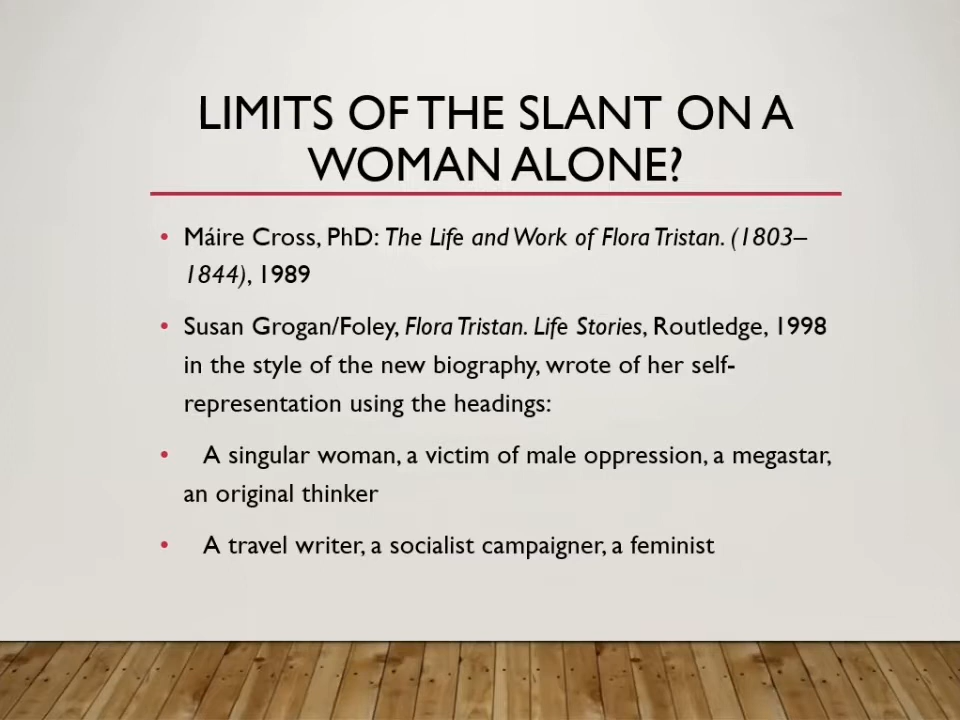 LIMITS OF THE SLANT ON A
WOMAN ALONE?
• Máire Cross, PhD: The Life and Work of Flora Tristan. (1803–
1844), 1989
• Susan Grogan/Foley, Flora Tristan. Life Stories, Routledge, 1998
in the style of the new biography, wrote of her self-
representation using the headings:
• A singular woman, a victim of male oppression, a megastar,
an original thinker
• A travel writer, a socialist campaigner, a feminist